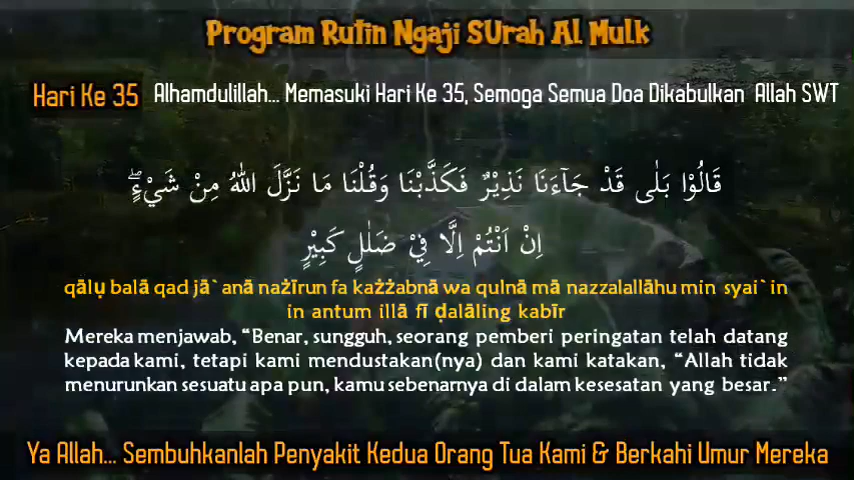 Program Rutin Ngaji SUrah Al Mulk
Hari Ke 35 Alhamdulillah... Memasuki Hari Ke 35, Semoga Semua Doa Dikabulkan Allah SWT
قَالُوْا بَلٰى قَدْ جَاۤءَنَا نَذِيْرٌ فَكَذَّبْنَا وَقُلْنَا مَا نَزَّلَ اللّٰهُ مِنْ شَيْءٍۖ
اِنْ اَنْتُمْ اِلَّا فِيْ ضَلٰلٍ كَبِيْرٍ
qālụ balā qad jā`anā nażīrun fa każżabnā wa qulnā mā nazzalallāhu min syai`in
in antum illā fī ḍalāling kabīr
Mereka menjawab, “Benar, sungguh, seorang pemberi peringatan telah datang
kepada kami, tetapi kami mendustakan(nya) dan kami katakan, “Allah tidak
menurunkan sesuatu apa pun, kamu sebenarnya di dalam kesesatan yang besar.”
Ya Allah... Sembuhkanlah Penyakit Kedua Orang Tua Kami & Berkahi Umur Mereka